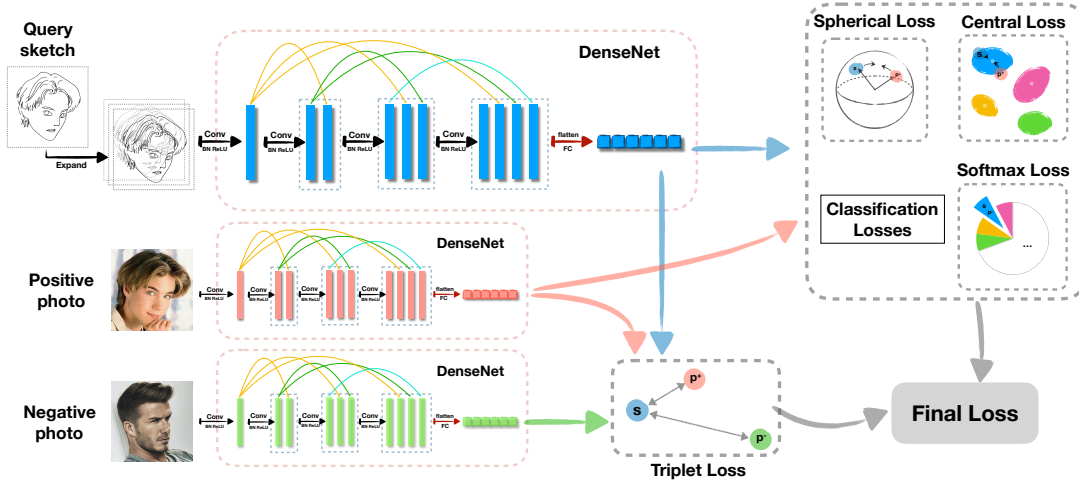 Query
sketch
Expand
Conv
BN ReLU
Conv
BN ReLU
Conv
BN ReLU
Conv
BN ReLU
flatten
FC
DenseNet
Positive
photo
Conv
BN ReLU
Conv
BN ReLU
Conv
BN ReLU
Conv
BN ReLU
flatten
FC
DenseNet
Negative
photo
Conv
BN ReLU
Conv
BN ReLU
Conv
BN ReLU
Conv
BN ReLU
flatten
FC
DenseNet
Spherical Loss
s
P⁺
Central Loss
S
P⁺
Classification
Losses
Softmax Loss
s
P
...
P⁺
S
P⁻
Triplet Loss
Final Loss